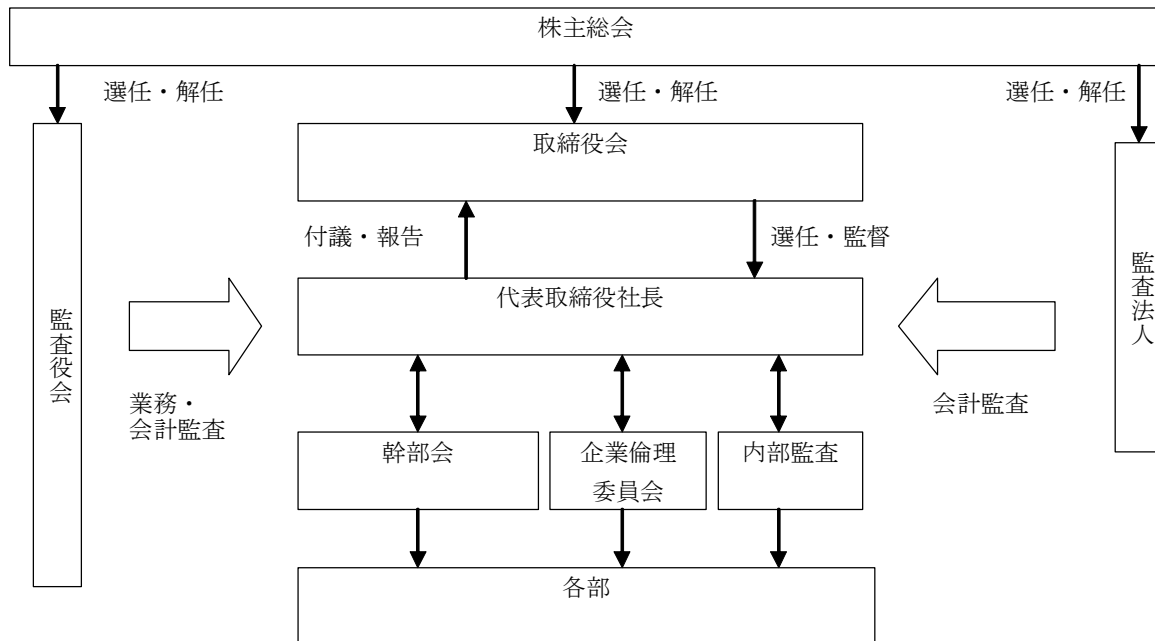 株主総会
選任・解任
選任・解任
選任・解任
取締役会
付議・報告
選任・監督
代表取締役社長
監査役会
監査法人
業務・
会計監査
会計監査
幹部会
企業倫理
委員会
内部監査
各部